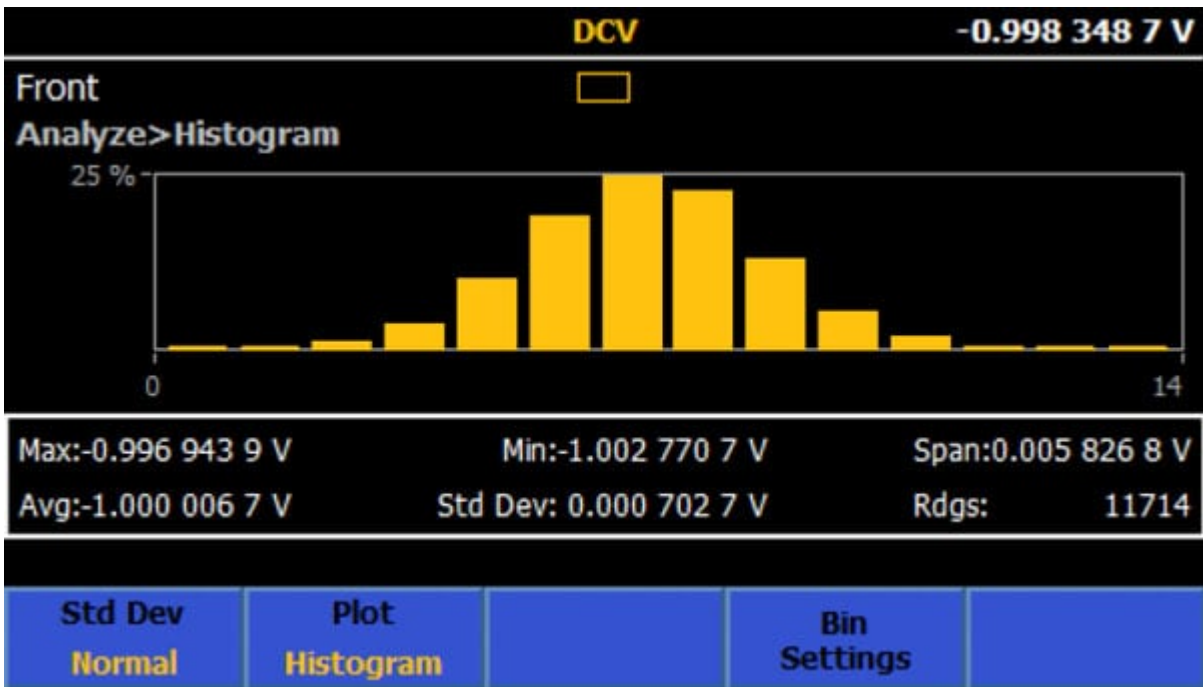 DCV -0.998 348 7 V
Front
Analyze>Histogram
25 %
0 14
Max:-0.996 943 9 V Min:-1.002 770 7 V Span:0.005 826 8 V
Avg:-1.000 006 7 V Std Dev: 0.000 702 7 V Rdgs: 11714
Std Dev Plot Bin
Normal Histogram Settings